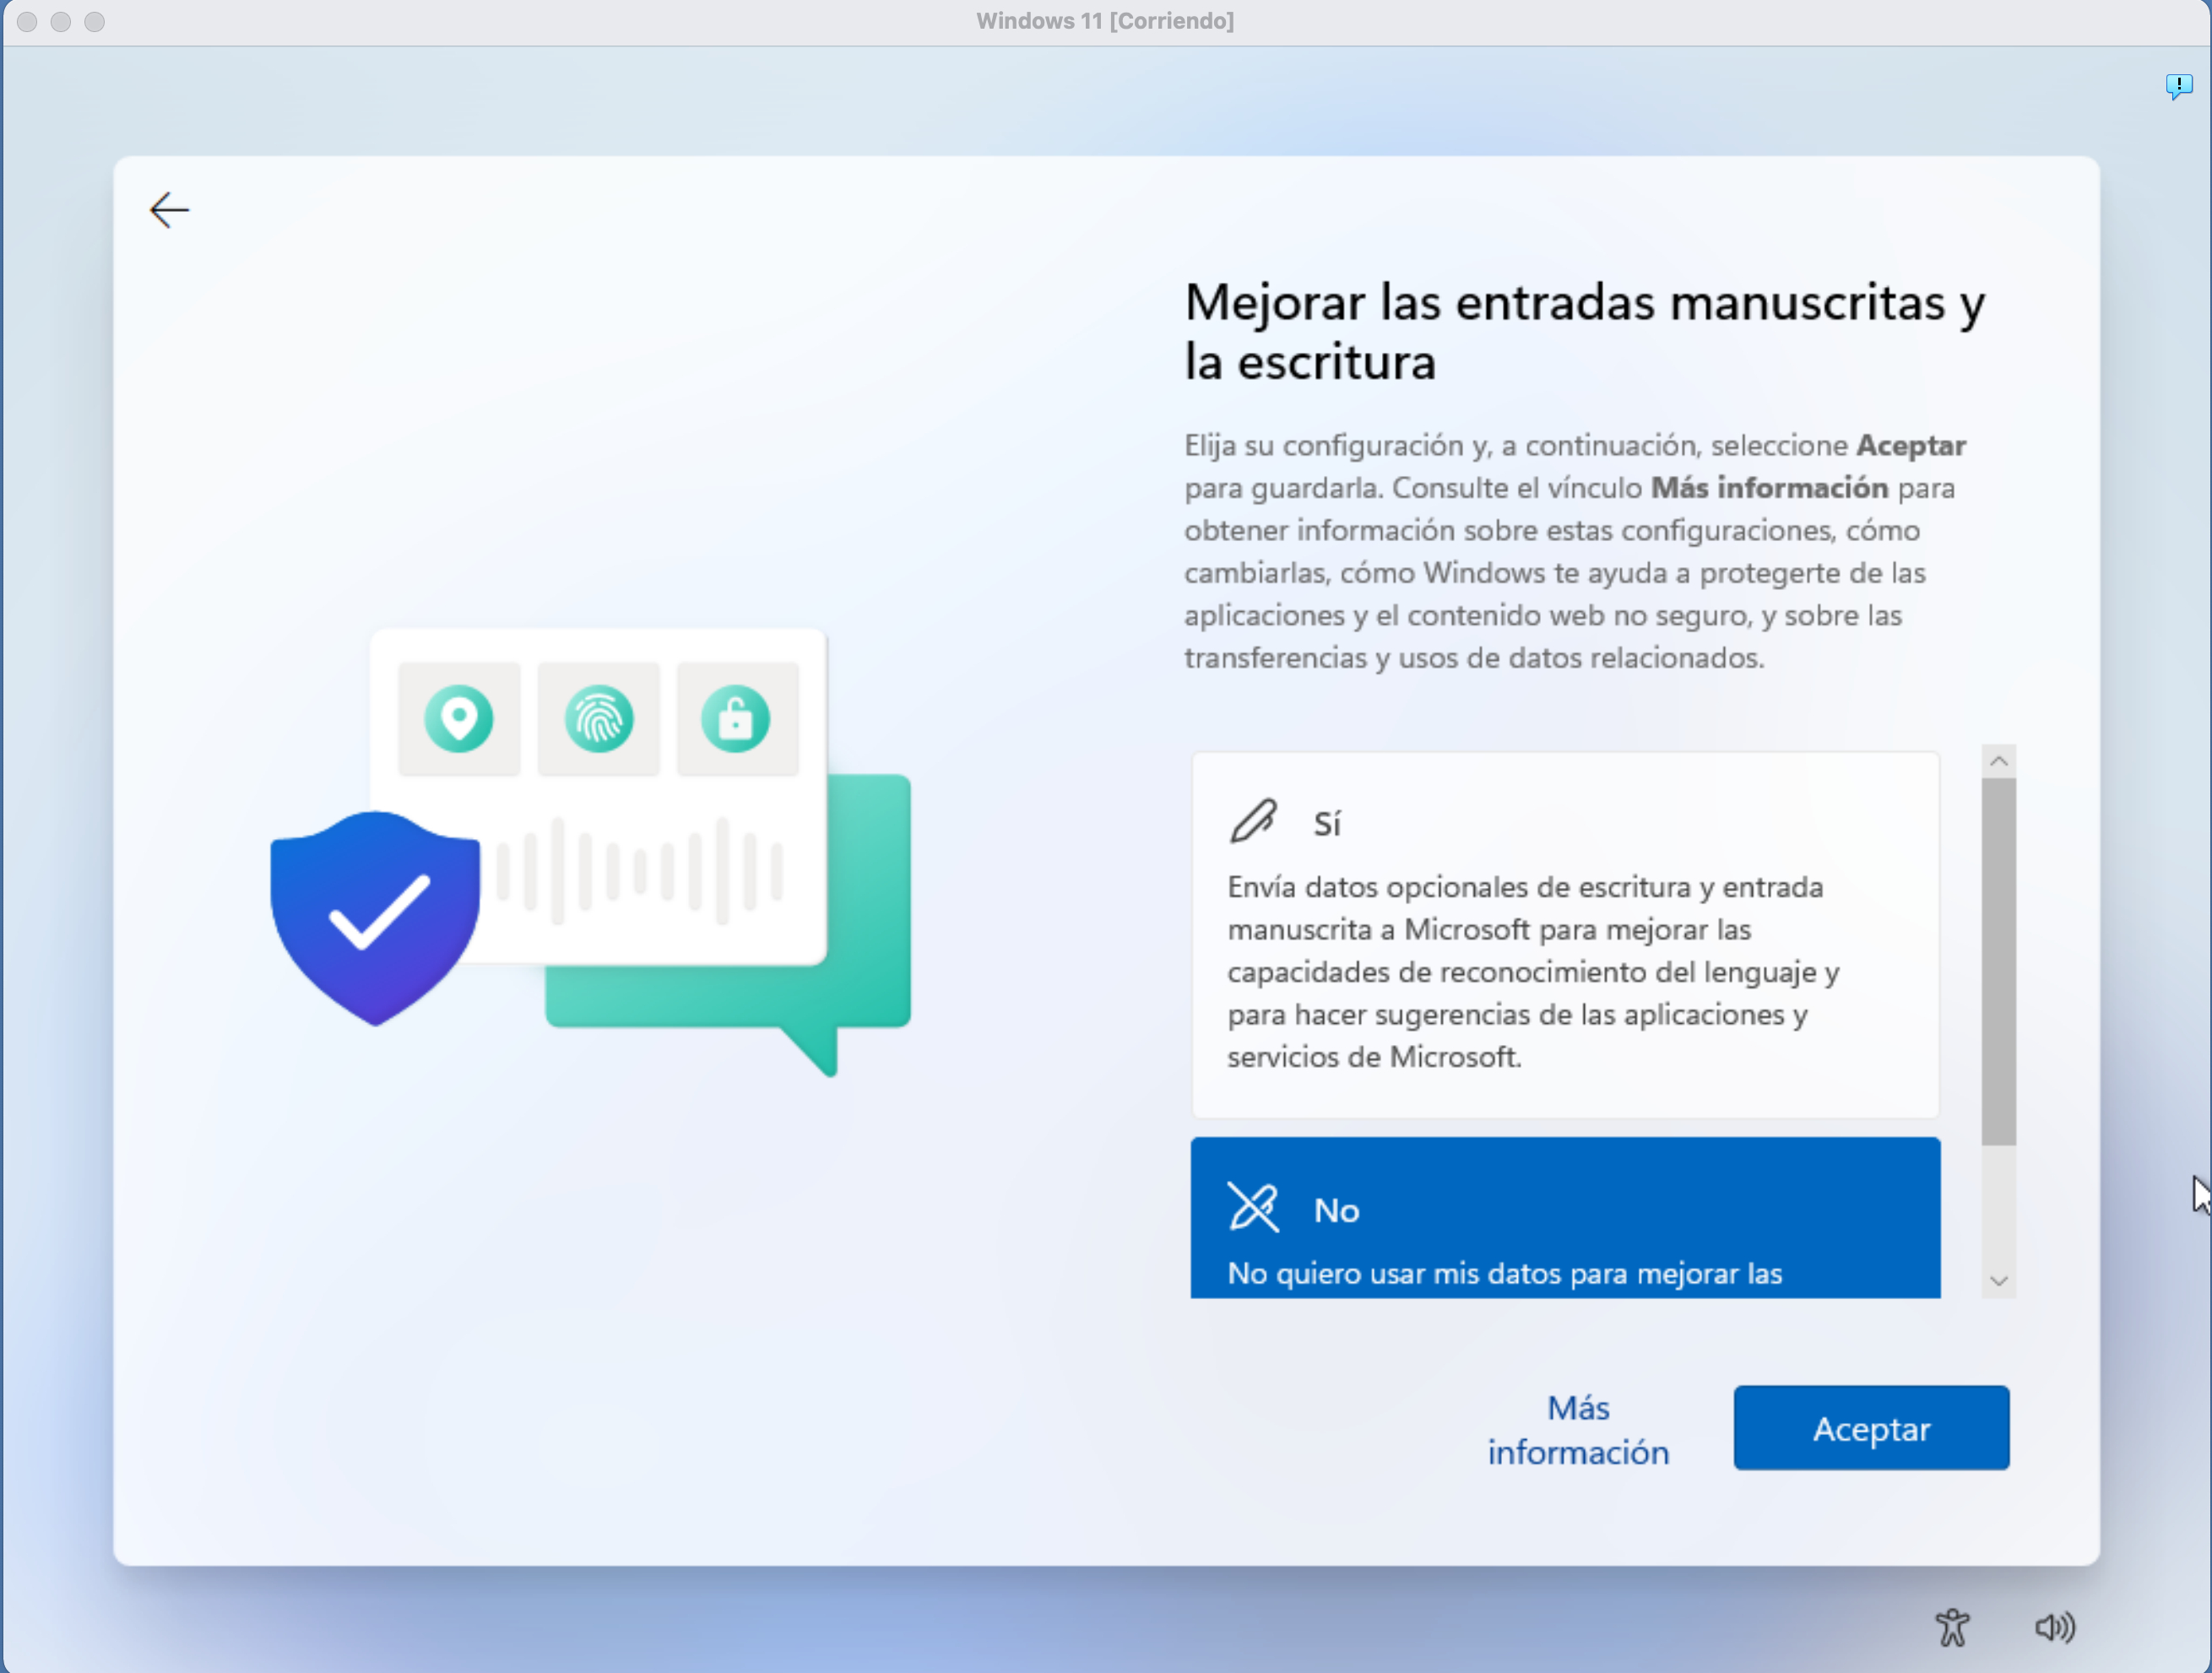 Windows 11 [Corriendo]
Mejorar las entradas manuscritas y
la escritura
Elija su configuración y, a continuación, seleccione Aceptar
para guardarla. Consulte el vínculo Más información para
obtener información sobre estas configuraciones, cómo
cambiarlas, cómo Windows te ayuda a protegerte de las
aplicaciones y el contenido web no seguro, y sobre las
transferencias y usos de datos relacionados.
Sí
Envía datos opcionales de escritura y entrada
manuscrita a Microsoft para mejorar las
capacidades de reconocimiento del lenguaje y
para hacer sugerencias de las aplicaciones y
servicios de Microsoft.
No
No quiero usar mis datos para mejorar las
Más
información
Aceptar